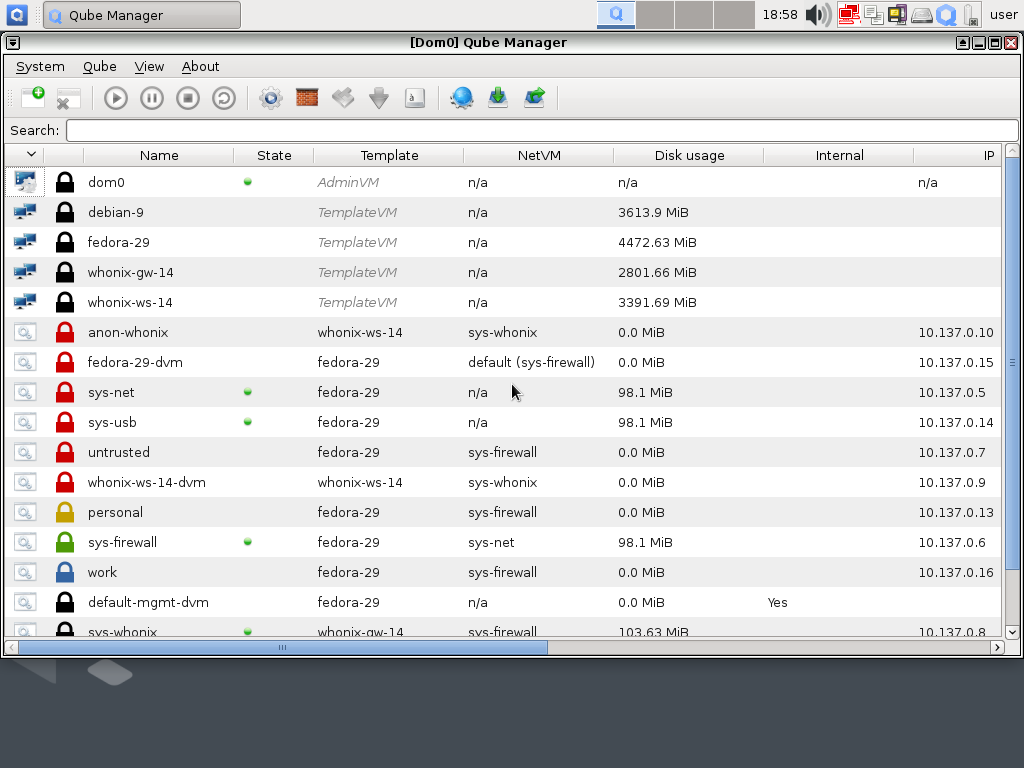 Qube Manager 18:58 user
[Dom0] Qube Manager
System Qube View About
Search:
Name State Template NetVM Disk usage Internal IP
dom0 AdminVM n/a n/a n/a
debian-9 TemplateVM n/a 3613.9 MiB
fedora-29 TemplateVM n/a 4472.63 MiB
whonix-gw-14 TemplateVM n/a 2801.66 MiB
whonix-ws-14 TemplateVM n/a 3391.69 MiB
anon-whonix whonix-ws-14 sys-whonix 0.0 MiB 10.137.0.10
fedora-29-dvm fedora-29 default (sys-firewall) 0.0 MiB 10.137.0.15
sys-net fedora-29 n/a 98.1 MiB 10.137.0.5
sys-usb fedora-29 n/a 98.1 MiB 10.137.0.14
untrusted fedora-29 sys-firewall 0.0 MiB 10.137.0.7
whonix-ws-14-dvm whonix-ws-14 sys-whonix 0.0 MiB 10.137.0.9
personal fedora-29 sys-firewall 0.0 MiB 10.137.0.13
sys-firewall fedora-29 sys-net 98.1 MiB 10.137.0.6
work fedora-29 sys-firewall 0.0 MiB 10.137.0.16
default-mgmt-dvm fedora-29 n/a 0.0 MiB Yes
sys-whonix whonix-gw-14 sys-firewall 103.63 MiB 10.137.0.8